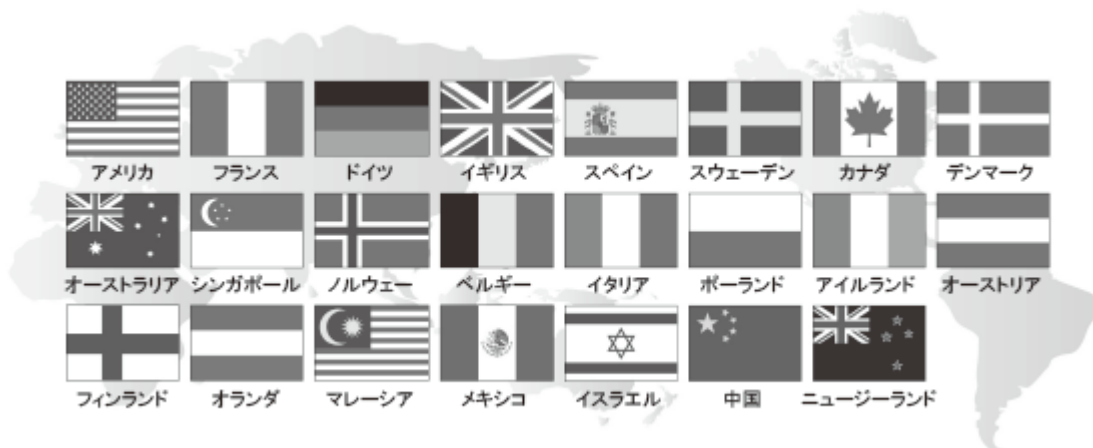 アメリカ フランス ドイツ イギリス スペイン スウェーデン カナダ デンマーク
オーストラリア シンガポール ノルウェー ベルギー イタリア ポーランド アイルランド オーストリア
フィンランド オランダ マレーシア メキシコ イスラエル 中国 ニュージーランド